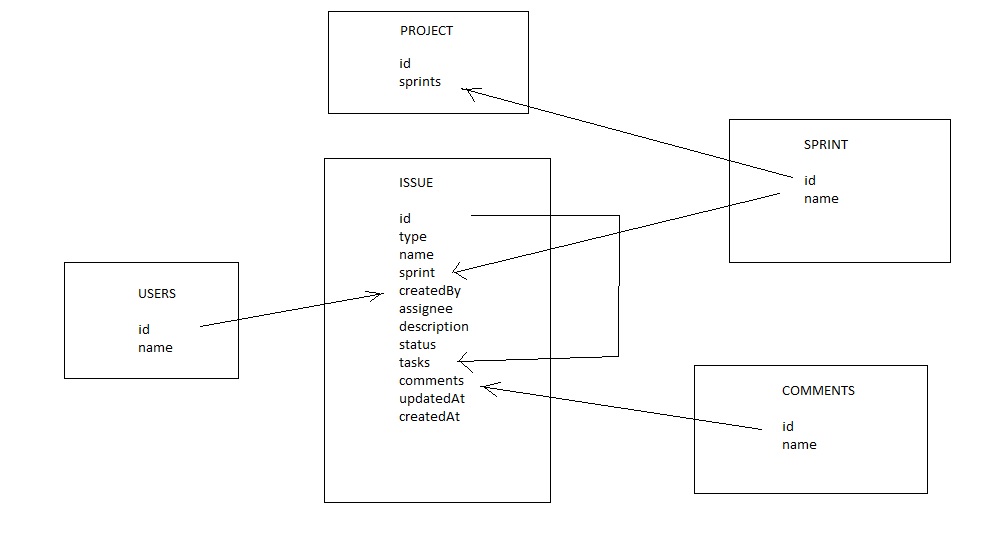 PROJECT
id
sprints
SPRINT
id
name
ISSUE
id
type
name
sprint
createdBy
assignee
description
status
tasks
comments
updatedAt
createdAt
USERS
id
name
COMMENTS
id
name